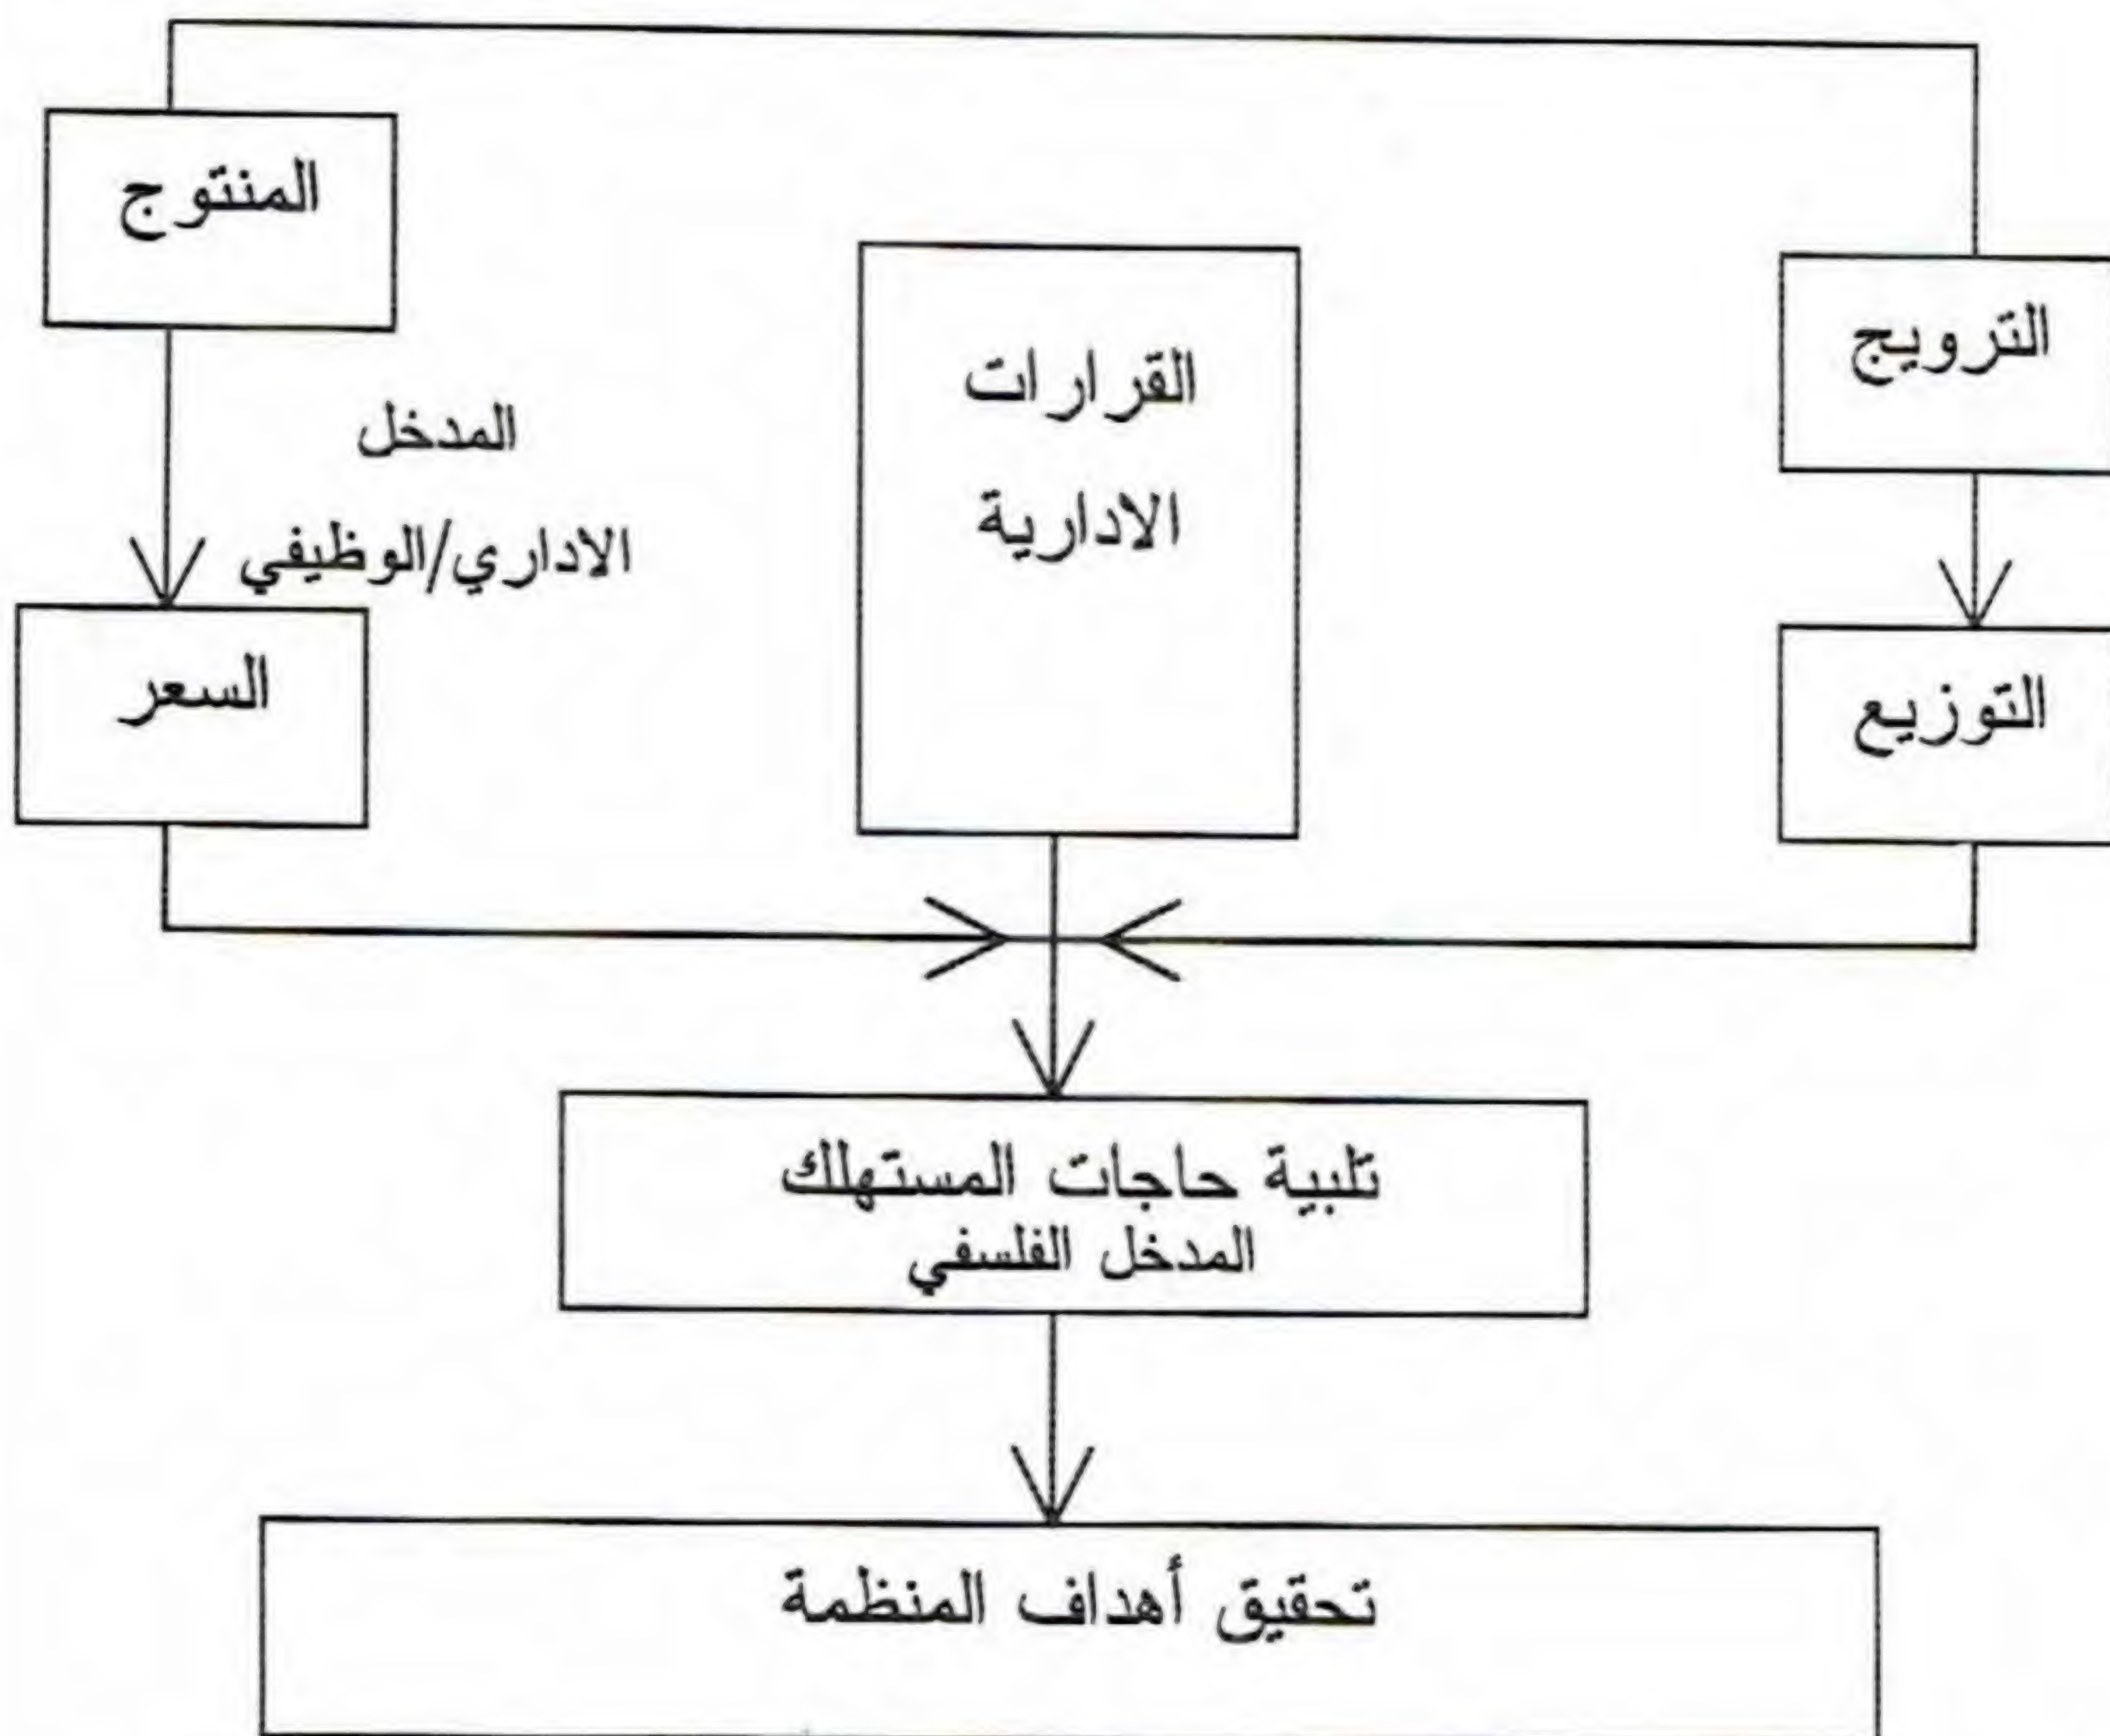 المنتوج
الترويج
القرارات
الادارية
المدخل
الاداري/الوظيفي
السعر
التوزيع
تلبية حاجات المستهلك
المدخل الفلسفي
تحقيق أهداف المنظمة